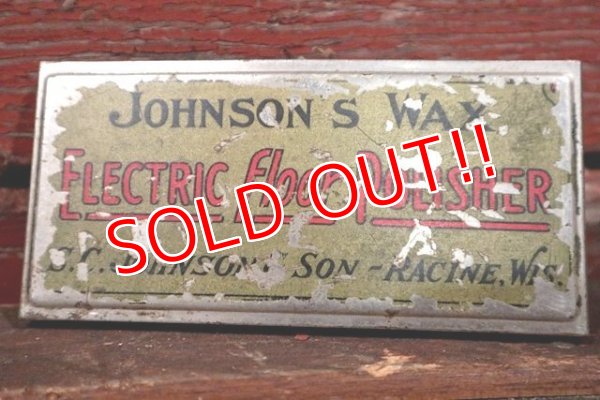 JOHNSON'S WAX
ELECTRIC Floor POLISHER
SOLD OUT!!
S.C. JOHNSON & SON - RACINE, WIS.